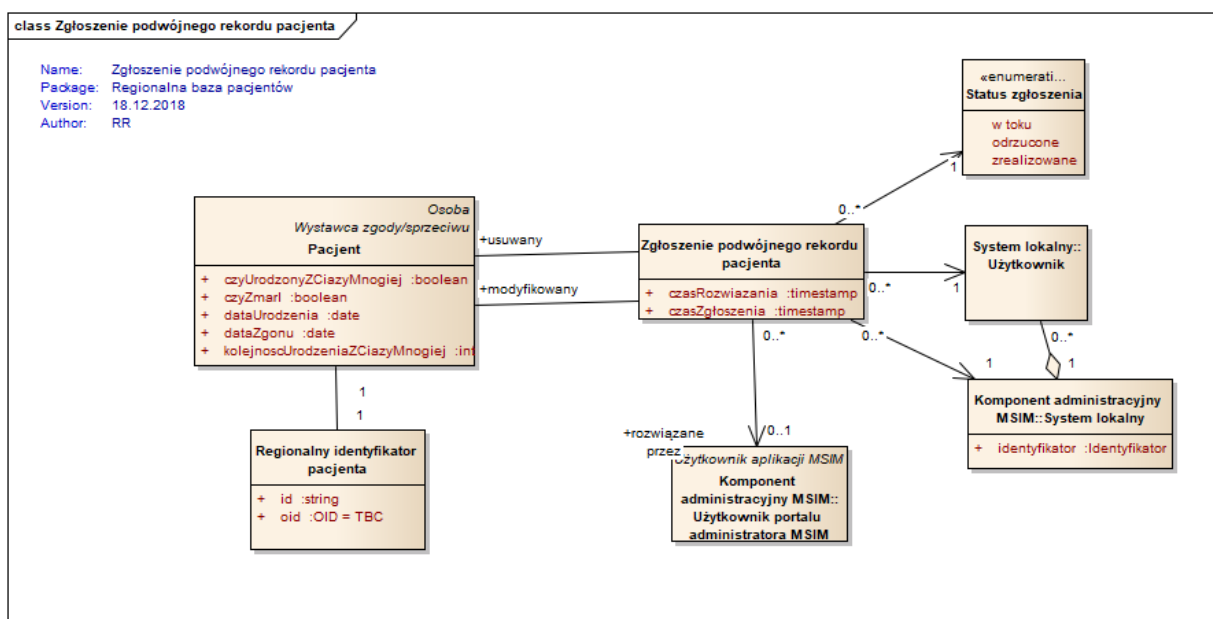 class Zgłoszenie podwójnego rekordu pacjenta
Name: Zgłoszenie podwójnego rekordu pacjenta
Package: Regionalna baza pacjentów
Version: 18.12.2018
Author: RR
«enumerati...
Status zgłoszenia
w toku
odrzucone
zrealizowane
1
0..*
Osoba
Wystawca zgody/sprzeciwu
Pacjent
+ czyUrodzonyZCiazyMnogiej :boolean
+ czyZmarl :boolean
+ dataUrodzenia :date
+ dataZgonu :date
+ kolejnoscUrodzeniaZCiazyMnogiej :int
+usuwany
+modyfikowany
Zgłoszenie podwójnego rekordu
pacjenta
+ czasRozwiazania :timestamp
+ czasZgłoszenia :timestamp
System lokalny::
Użytkownik
0..*
1
0..*
0..*
0..*
1
1
1
1
Komponent administracyjny
MSIM::System lokalny
+ identyfikator :Identyfikator
Regionalny identyfikator
pacjenta
+ id :string
+ oid :OID = TBC
+rozwiązane
przez
0..1
Użytkownik aplikacji MSIM
Komponent
administracyjny MSIM::
Użytkownik portalu
administratora MSIM